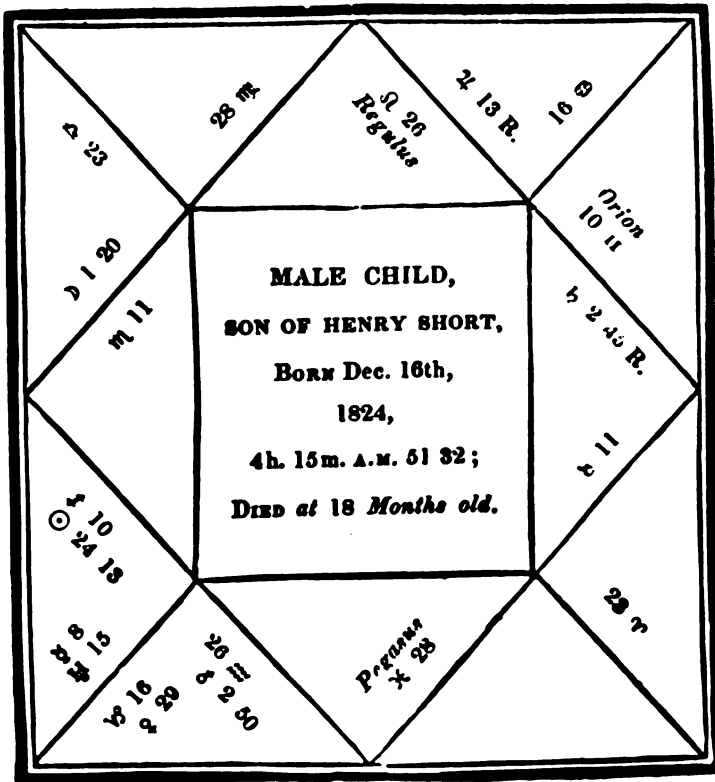 28 ♍
♌ 26
Regulus
♃ 13 R.
16 ♋
♎ 23
☽ 1 20
♏ 11
Orion
10 ♊
♄ 2 45 R.
♉ 11
MALE CHILD,
SON OF HENRY SHORT,
BORN Dec. 16th,
1824,
4h. 15m. A.M. 51 32;
DIED at 18 Months old.
♐ 10
☉ 24 13
8
15
♑ 16
♀ 29
26 ♒
♂ 2 50
Pegasus
♓ 28
28 ♈